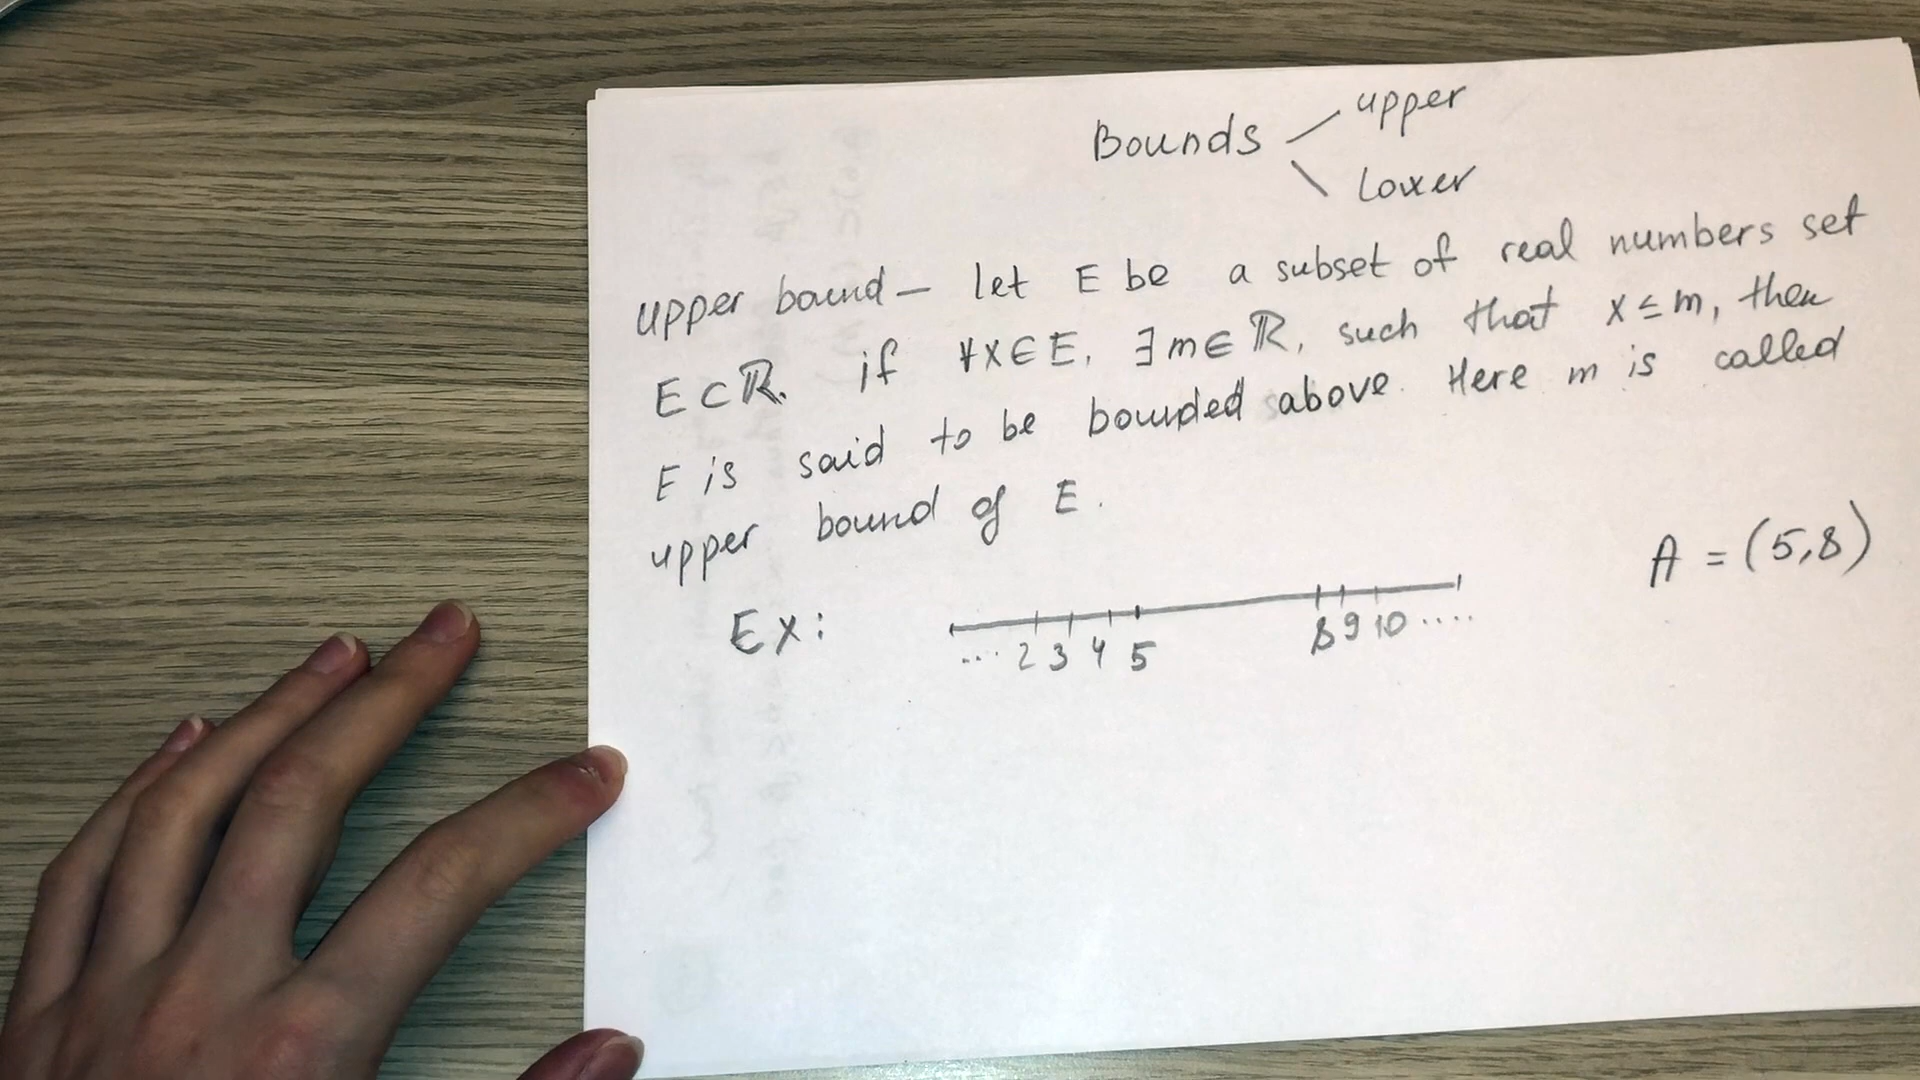 Bounds upper
Lower
upper bound – let E be a subset of real numbers set
E ⊂ ℝ. if ∀x∈E, ∃m∈ℝ, such that x ≤ m, then
E is said to be bounded above. Here m is called
upper bound of E.
A = (5,8)
Ex:
.... 2 3 4 5 8 9 10 ....